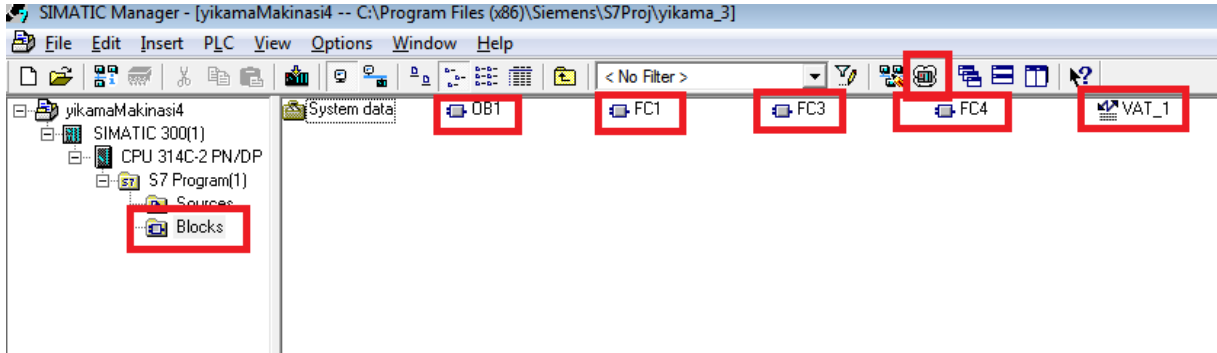 SIMATIC Manager - [yikamaMakinasi4 -- C:\Program Files (x86)\Siemens\S7Proj\yikama_3]
File Edit Insert PLC View Options Window Help
< No Filter >
yikamaMakinasi4
SIMATIC 300(1)
CPU 314C-2 PN/DP
S7 Program(1)
Sources
Blocks
System data OB1 FC1 FC3 FC4 VAT_1